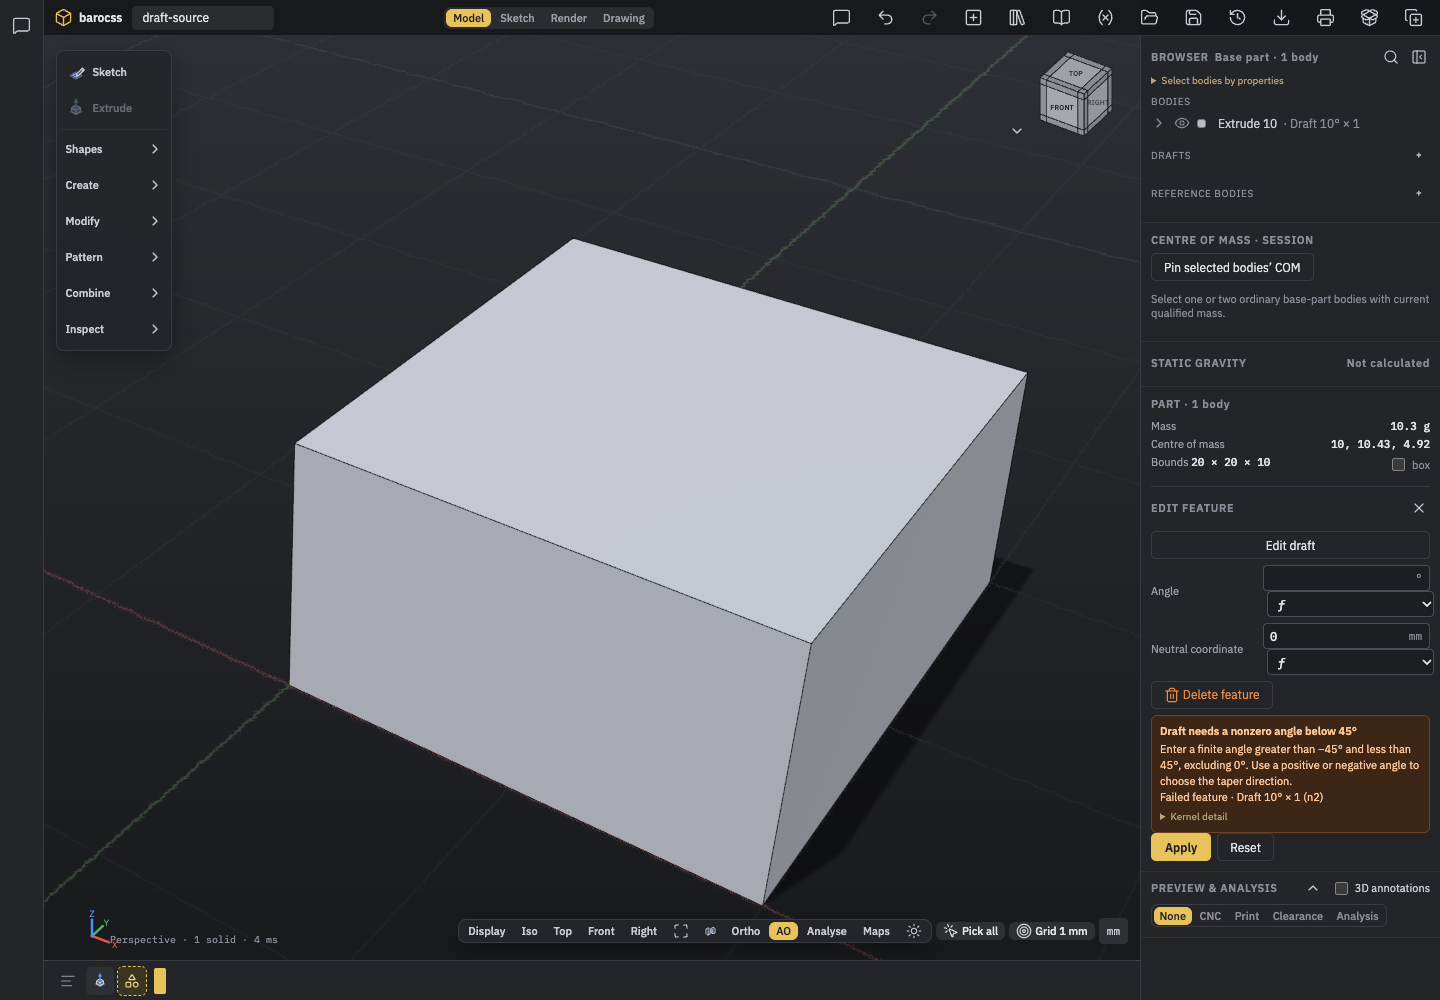 barocss
draft-source
Model Sketch Render Drawing
Sketch
Extrude
Shapes
Create
Modify
Pattern
Combine
Inspect
TOP
FRONT
RIGHT
BROWSER Base part · 1 body
Select bodies by properties
BODIES
Extrude 10 · Draft 10° × 1
DRAFTS +
REFERENCE BODIES +
CENTRE OF MASS · SESSION
Pin selected bodies’ COM
Select one or two ordinary base-part bodies with current
qualified mass.
STATIC GRAVITY Not calculated
PART · 1 body
Mass 10.3 g
Centre of mass 10, 10.43, 4.92
Bounds 20 × 20 × 10 box
EDIT FEATURE
Edit draft
Angle °
ƒ
Neutral coordinate 0 mm
ƒ
Delete feature
Draft needs a nonzero angle below 45°
Enter a finite angle greater than −45° and less than
45°, excluding 0°. Use a positive or negative angle to
choose the taper direction.
Failed feature · Draft 10° × 1 (n2)
Kernel detail
Apply Reset
PREVIEW & ANALYSIS 3D annotations
None CNC Print Clearance Analysis
Z
Y
X
Perspective · 1 solid · 4 ms
Display Iso Top Front Right Ortho AO Analyse Maps Pick all Grid 1 mm mm